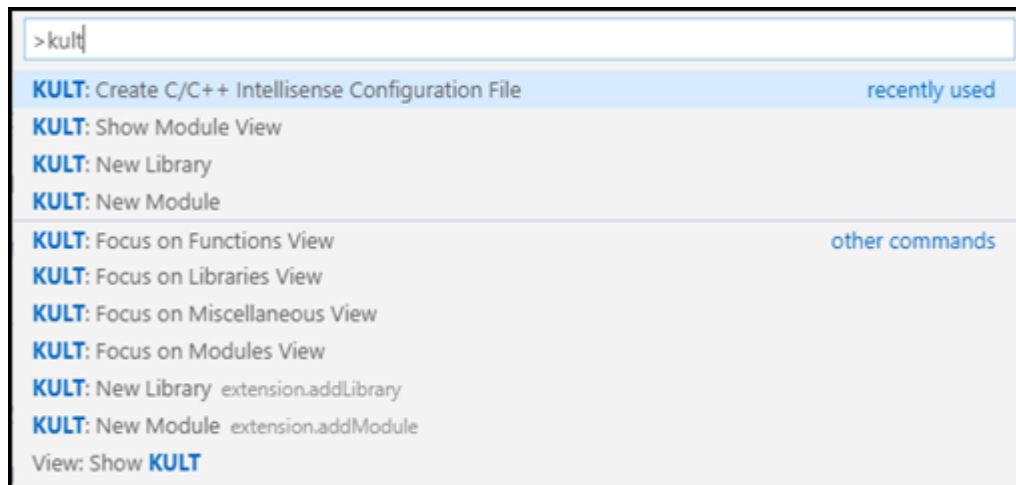 >kult
KULT: Create C/C++ Intellisense Configuration File recently used
KULT: Show Module View
KULT: New Library
KULT: New Module
KULT: Focus on Functions View other commands
KULT: Focus on Libraries View
KULT: Focus on Miscellaneous View
KULT: Focus on Modules View
KULT: New Library extension.addLibrary
KULT: New Module extension.addModule
View: Show KULT